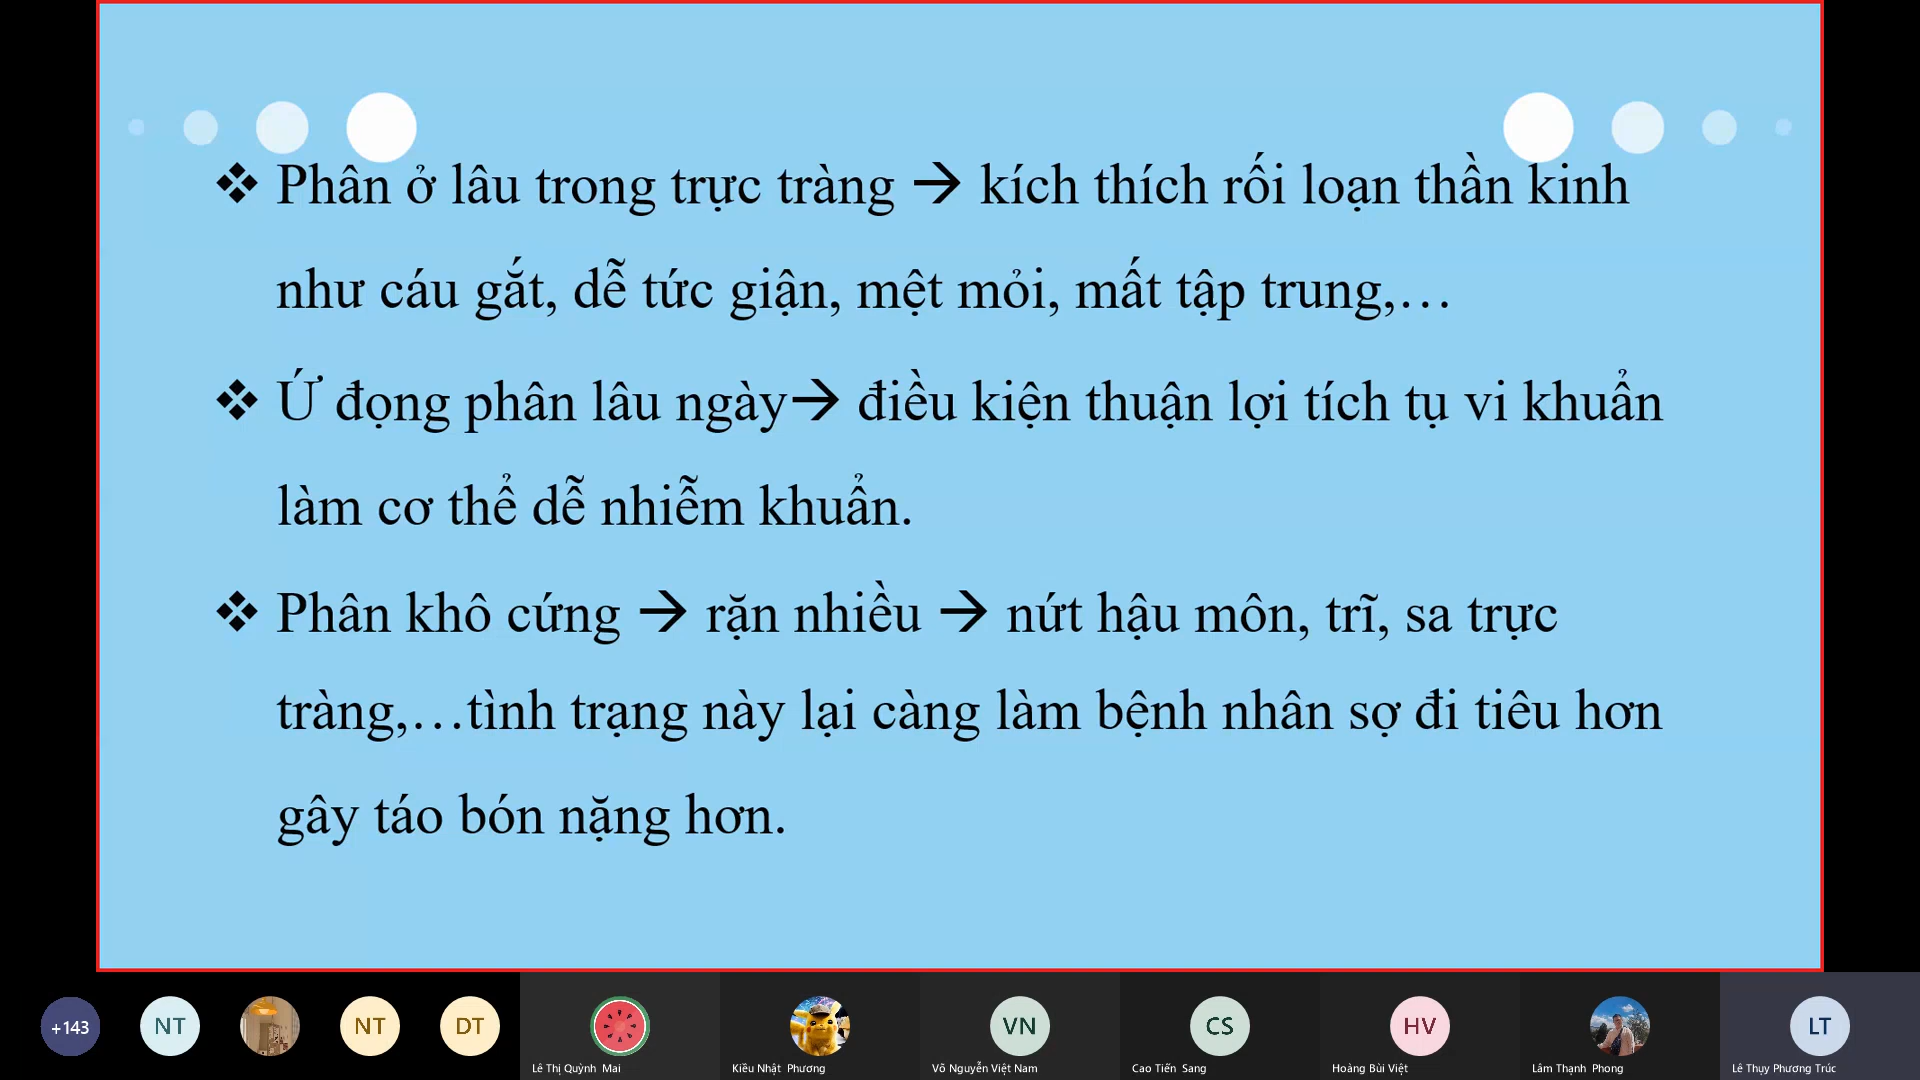 ❖ Phân ở lâu trong trực tràng → kích thích rối loạn thần kinh
như cáu gắt, dễ tức giận, mệt mỏi, mất tập trung,…
❖ Ứ đọng phân lâu ngày→ điều kiện thuận lợi tích tụ vi khuẩn
làm cơ thể dễ nhiễm khuẩn.
❖ Phân khô cứng → rặn nhiều → nứt hậu môn, trĩ, sa trực
tràng,…tình trạng này lại càng làm bệnh nhân sợ đi tiêu hơn
gây táo bón nặng hơn.
+143
NT
NT
DT
VN
CS
HV
LT
Lê Thị Quỳnh Mai
Kiều Nhật Phương
Võ Nguyễn Việt Nam
Cao Tiến Sang
Hoàng Bùi Việt
Lâm Thạnh Phong
Lê Thụy Phương Trúc